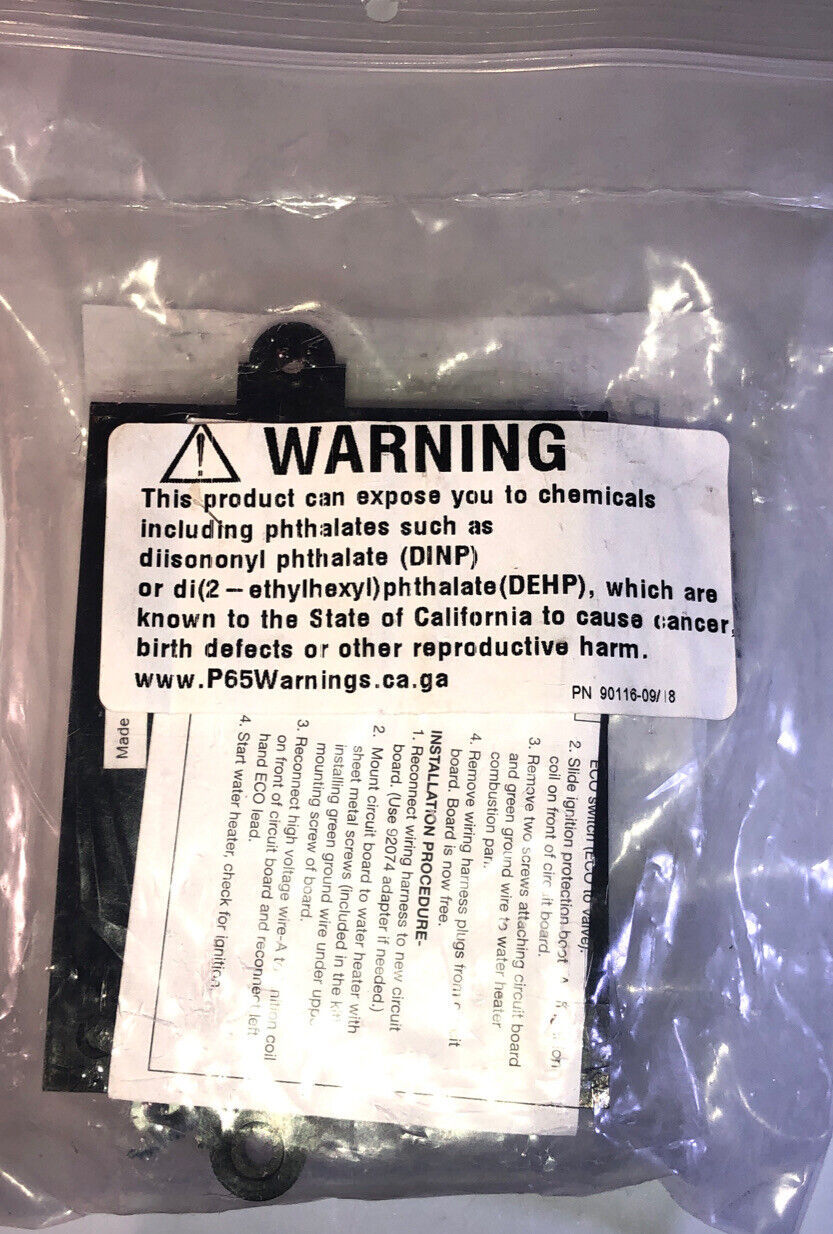 WARNING
This product can expose you to chemicals
including phthalates such as
diisononyl phthalate (DINP)
or di(2-ethylhexyl)phthalate(DEHP), which are
known to the State of California to cause cancer,
birth defects or other reproductive harm.
www.P65Warnings.ca.ga
PN 90116-09/18
Made
ECO switch (ECO to valve).
2. Slide ignition protection boot
coil on front of circuit board.
3. Remove two screws attaching circuit board
and green ground wire to water heater
combustion pan.
4. Remove wiring harness plugs from
board. Board is now free.
INSTALLATION PROCEDURE-
1. Reconnect wiring harness to new circuit
board. (Use 92074 adapter if needed.)
2. Mount circuit board to water heater with
sheet metal screws (included in the kit)
installing green ground wire under
mounting screw of board.
3. Reconnect high voltage wire-A to ignition coil
on front of circuit board and reconnect left
hand ECO lead.
4. Start water heater, check for ignition.